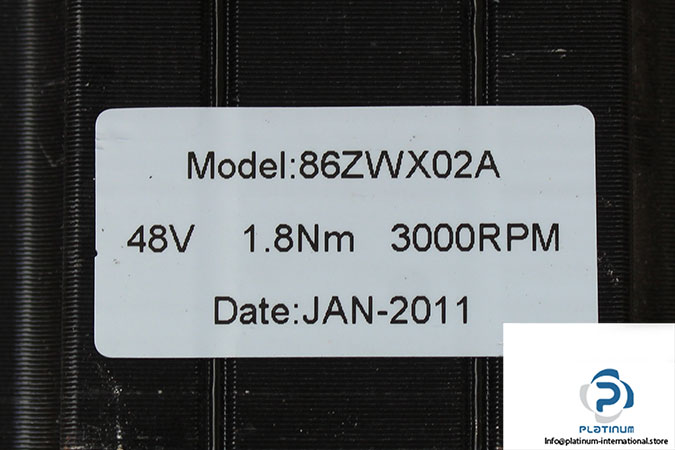 Model:86ZWX02A
48V 1.8Nm 3000RPM
Date:JAN-2011
PLATINUM
Info@platinum-international.store